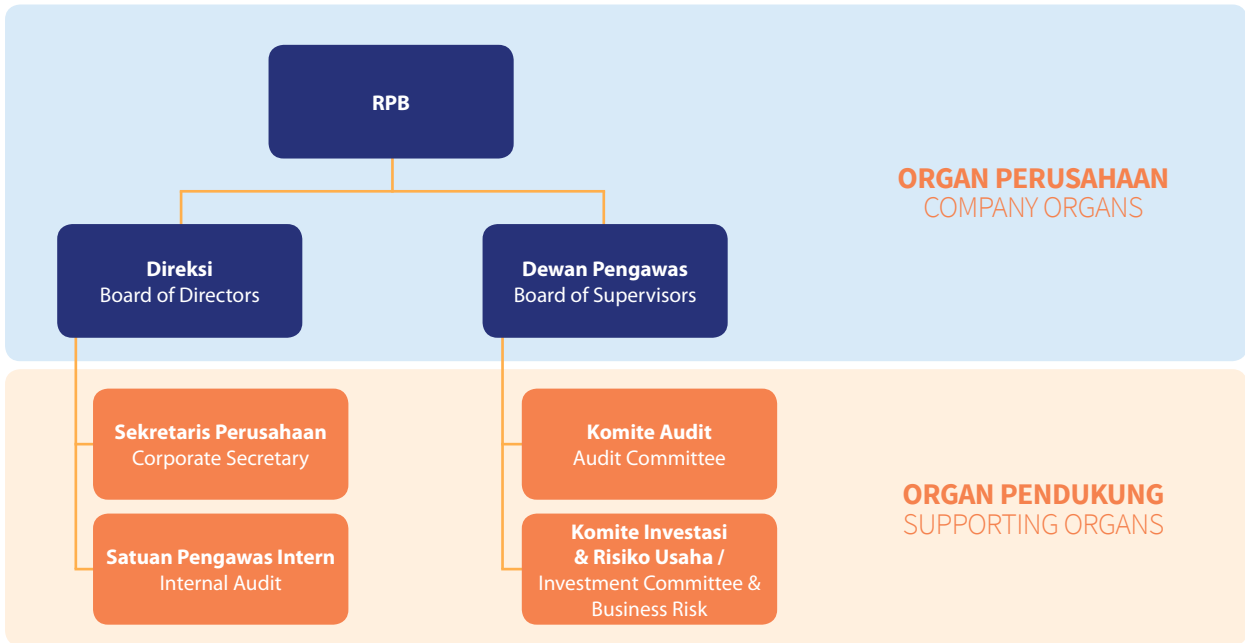 RPB
ORGAN PERUSAHAAN
COMPANY ORGANS
Direksi
Board of Directors
Dewan Pengawas
Board of Supervisors
Sekretaris Perusahaan
Corporate Secretary
Komite Audit
Audit Committee
ORGAN PENDUKUNG
SUPPORTING ORGANS
Satuan Pengawas Intern
Internal Audit
Komite Investasi
& Risiko Usaha /
Investment Committee &
Business Risk